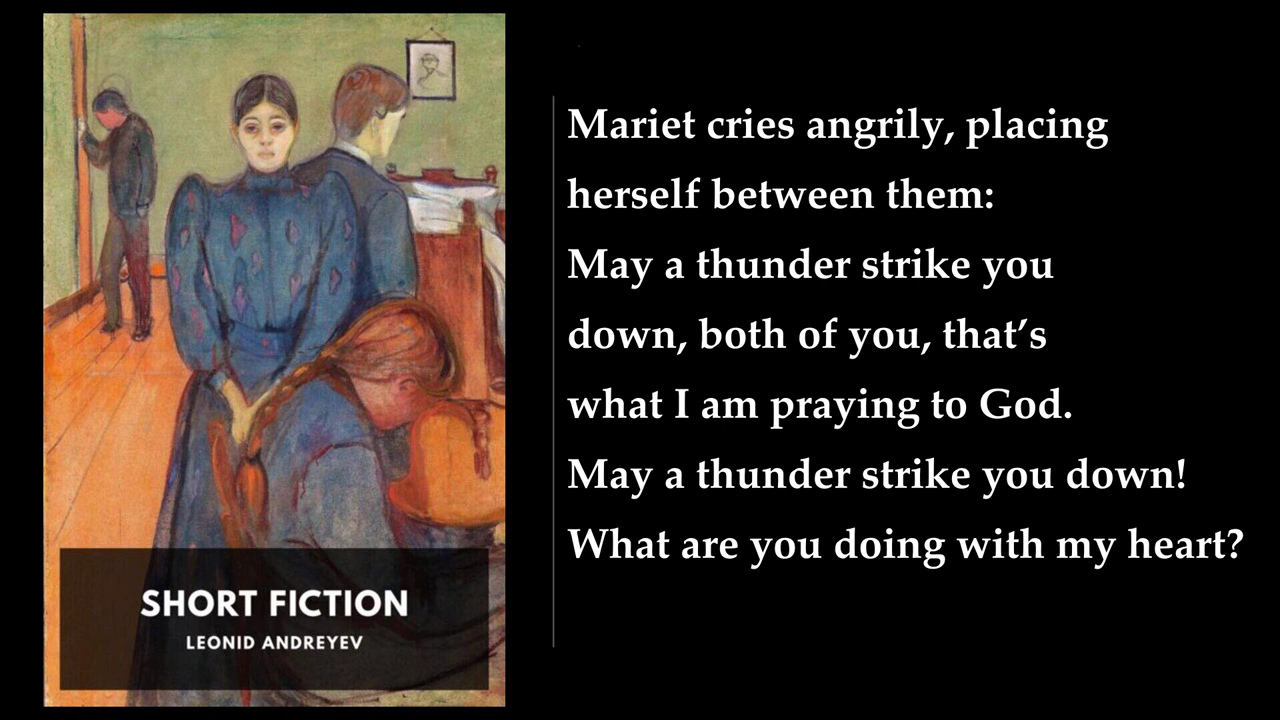 SHORT FICTION
LEONID ANDREYEV
Mariet cries angrily, placing
herself between them:
May a thunder strike you
down, both of you, that’s
what I am praying to God.
May a thunder strike you down!
What are you doing with my heart?